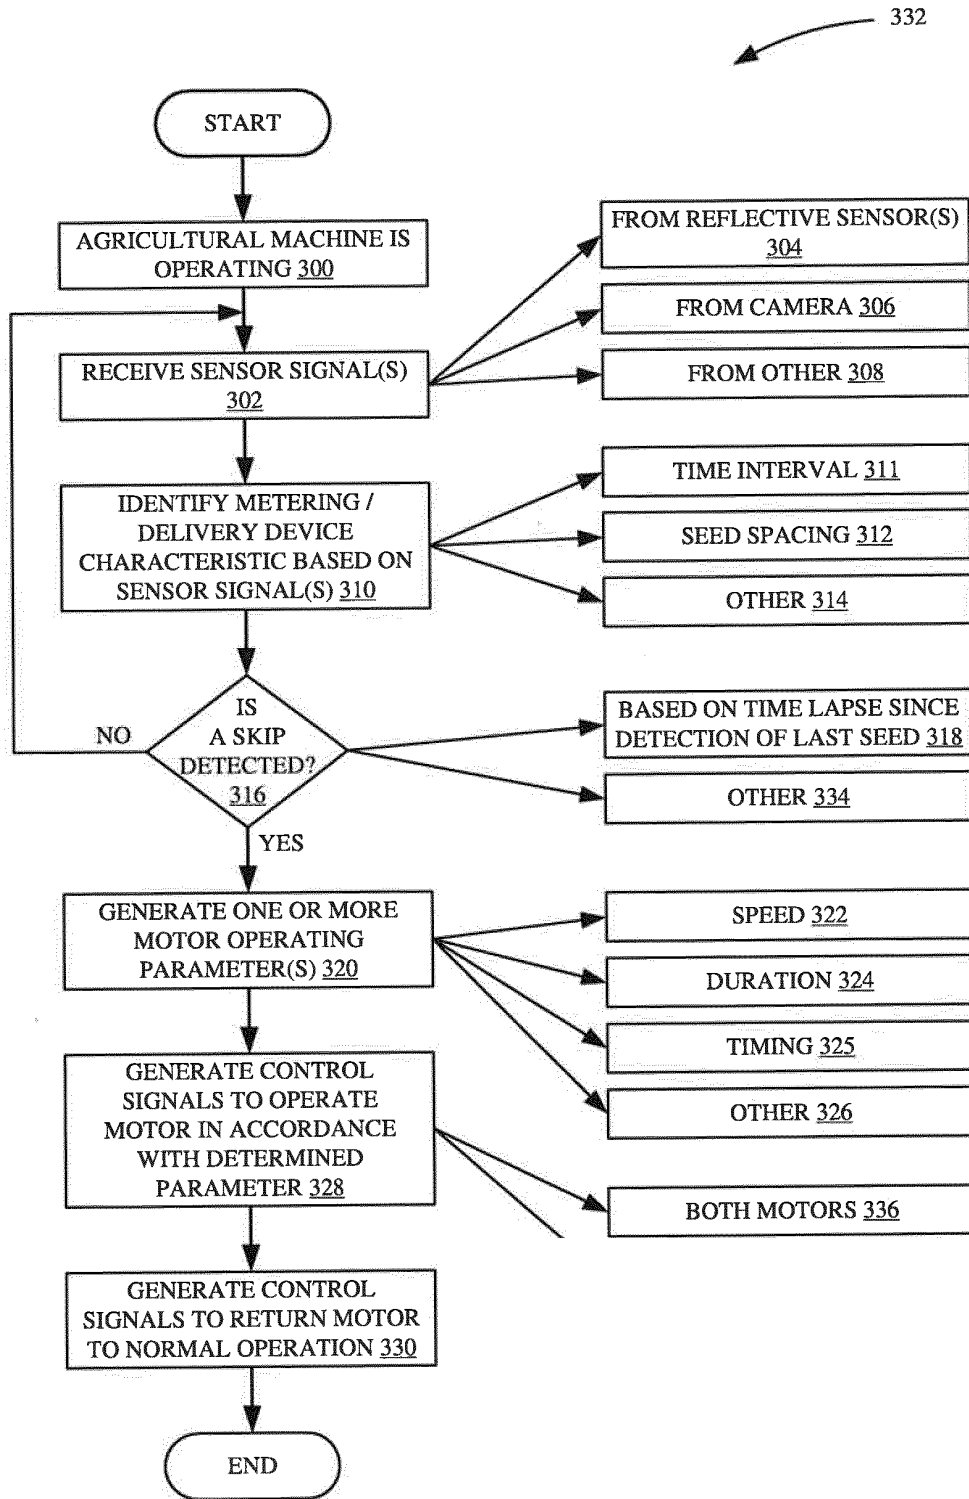 332
START
AGRICULTURAL MACHINE IS
OPERATING 300
FROM REFLECTIVE SENSOR(S)
304
FROM CAMERA 306
RECEIVE SENSOR SIGNAL(S)
302
FROM OTHER 308
IDENTIFY METERING /
DELIVERY DEVICE
CHARACTERISTIC BASED ON
SENSOR SIGNAL(S) 310
TIME INTERVAL 311
SEED SPACING 312
OTHER 314
IS
A SKIP
DETECTED?
316
NO
YES
BASED ON TIME LAPSE SINCE
DETECTION OF LAST SEED 318
OTHER 334
GENERATE ONE OR MORE
MOTOR OPERATING
PARAMETER(S) 320
SPEED 322
DURATION 324
TIMING 325
OTHER 326
GENERATE CONTROL
SIGNALS TO OPERATE
MOTOR IN ACCORDANCE
WITH DETERMINED
PARAMETER 328
BOTH MOTORS 336
GENERATE CONTROL
SIGNALS TO RETURN MOTOR
TO NORMAL OPERATION 330
END